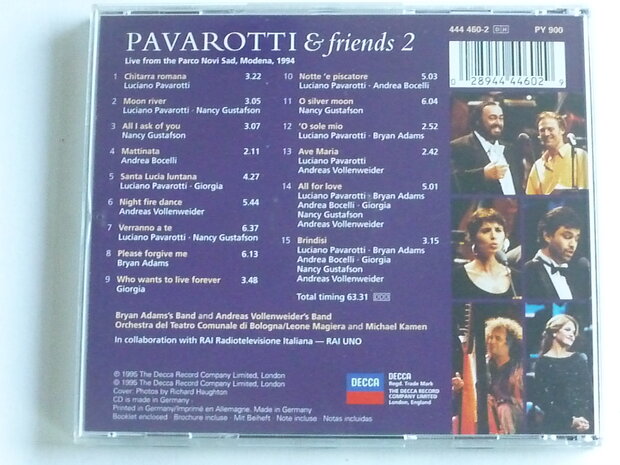 PAVAROTTI & friends 2
444 460-2 PY 900
Live from the Parco Novi Sad, Modena, 1994
0 28944 44602 9
1 Chitarra romana 3.22
Luciano Pavarotti
2 Moon river 3.05
Luciano Pavarotti · Nancy Gustafson
3 All I ask of you 3.07
Nancy Gustafson
4 Mattinata 2.11
Andrea Bocelli
5 Santa Lucia luntana 4.27
Luciano Pavarotti · Giorgia
6 Night fire dance 5.44
Andreas Vollenweider
7 Verranno a te 6.37
Luciano Pavarotti · Nancy Gustafson
8 Please forgive me 6.13
Bryan Adams
9 Who wants to live forever 3.48
Giorgia
10 Notte 'e piscatore 5.03
Luciano Pavarotti · Andrea Bocelli
11 O silver moon 6.04
Nancy Gustafson
12 'O sole mio 2.52
Luciano Pavarotti · Bryan Adams
13 Ave Maria 2.42
Luciano Pavarotti
Andreas Vollenweider
14 All for love 5.01
Luciano Pavarotti · Bryan Adams
Andrea Bocelli · Giorgia
Nancy Gustafson
Andreas Vollenweider
15 Brindisi 3.15
Luciano Pavarotti · Bryan Adams
Andrea Bocelli · Giorgia
Nancy Gustafson
Andreas Vollenweider
Total timing 63.31 DDD
Bryan Adams's Band and Andreas Vollenweider's Band
Orchestra del Teatro Comunale di Bologna/Leone Magiera and Michael Kamen
In collaboration with RAI Radiotelevisione Italiana — RAI UNO
℗ 1995 The Decca Record Company Limited, London
© 1995 The Decca Record Company Limited, London
Cover: Photos by Richard Haughton
CD is made in Germany
Printed in Germany/Imprimé en Allemagne. Made in Germany
Booklet enclosed · Brochure incluse · Mit Beiheft · Note incluse · Notas incluidas
DECCA
DECCA
Regd. Trade Mark
THE DECCA RECORD
COMPANY LIMITED
London, England